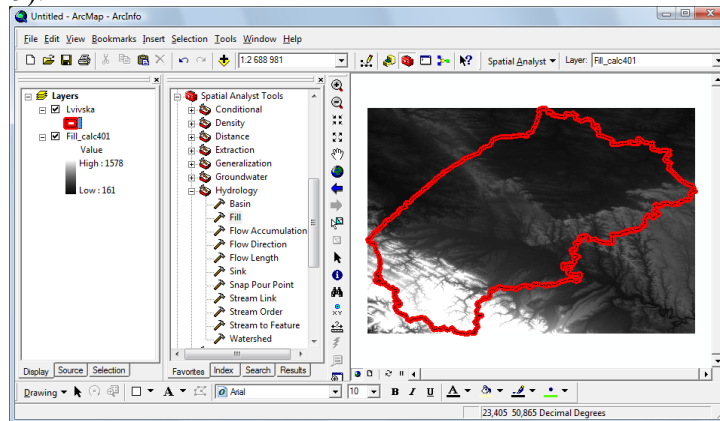 Untitled - ArcMap - ArcInfo
File Edit View Bookmarks Insert Selection Tools Window Help
1:2 688 981
Spatial Analyst
Layer: Fill_calc401
Layers
Lvivska
Fill_calc401
Value
High : 1578
Low : 161
Spatial Analyst Tools
Conditional
Density
Distance
Extraction
Generalization
Groundwater
Hydrology
Basin
Fill
Flow Accumulation
Flow Direction
Flow Length
Sink
Snap Pour Point
Stream Link
Stream Order
Stream to Feature
Watershed
Display Source Selection
Favorites Index Search Results
Drawing
A
Arial
10
B I U A
23,405 50,865 Decimal Degrees